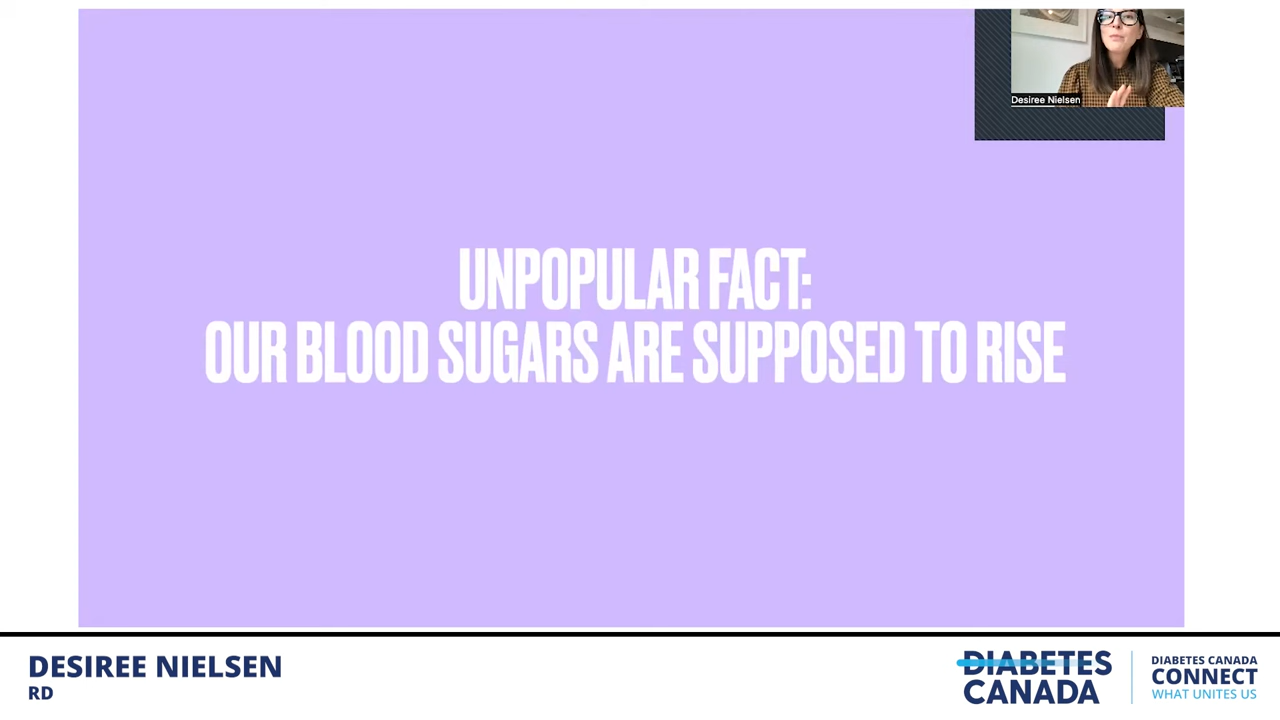 Desiree Nielsen
UNPOPULAR FACT:
OUR BLOOD SUGARS ARE SUPPOSED TO RISE
DESIREE NIELSEN
RD
DIABETES
CANADA
DIABETES CANADA
CONNECT
WHAT UNITES US